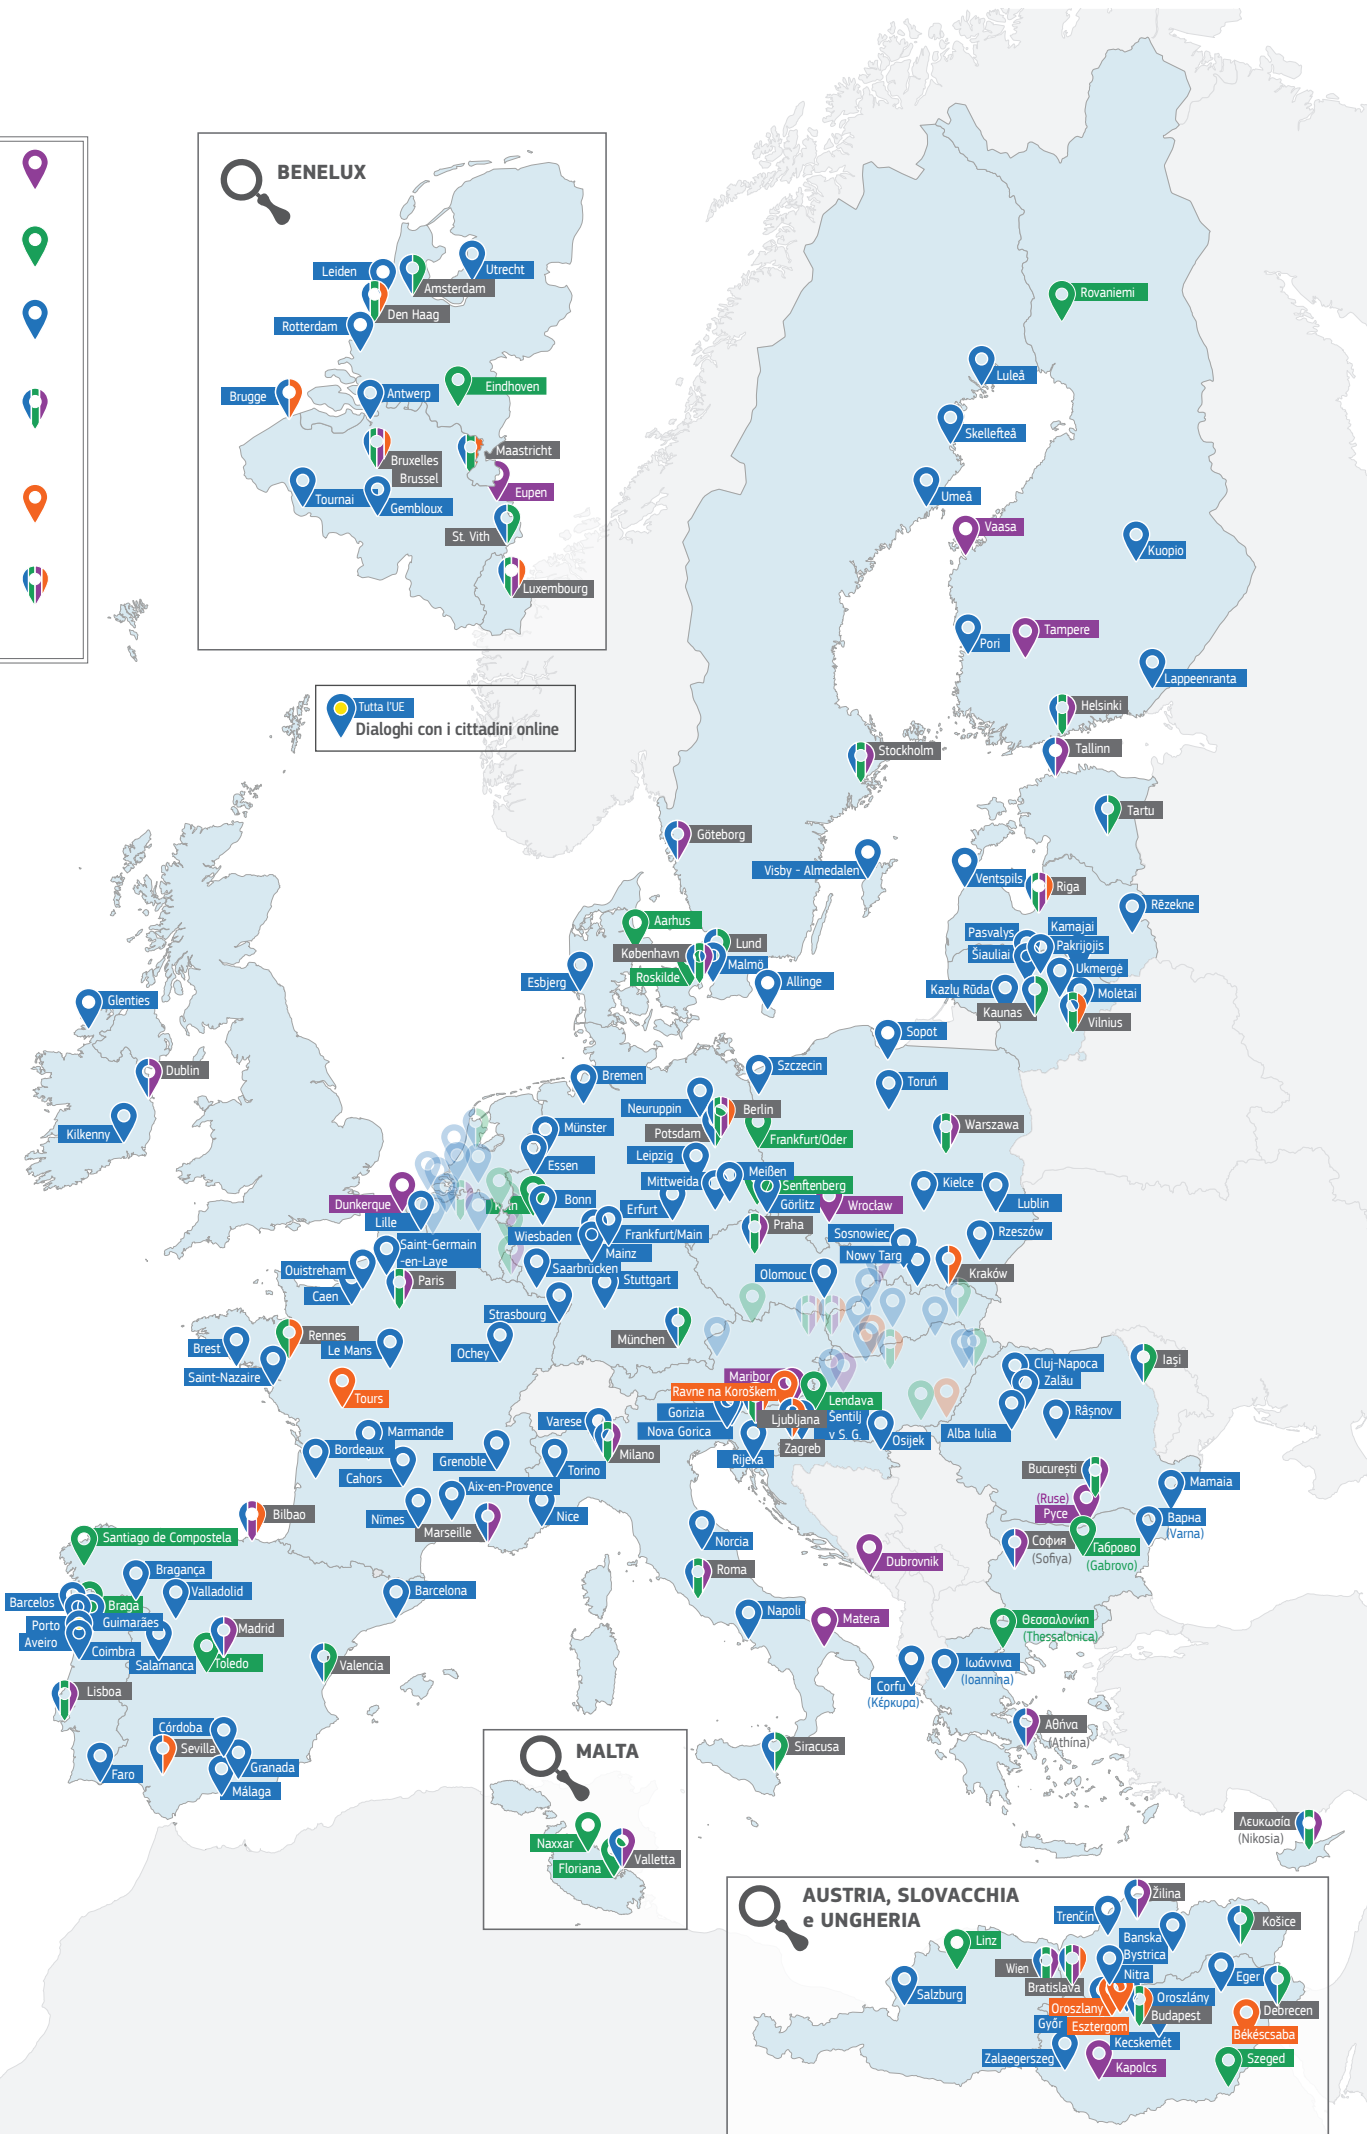 BENELUX
Leiden
Utrecht
Amsterdam
Den Haag
Rotterdam
Brugge
Antwerp
Eindhoven
Bruxelles
Brussel
Maastricht
Eupen
Tournai
Gembloux
St. Vith
Luxembourg
Tutta l'UE
Dialoghi con i cittadini online
Rovaniemi
Luleå
Skellefteå
Umeå
Vaasa
Kuopio
Pori
Tampere
Lappeenranta
Helsinki
Stockholm
Tallinn
Tartu
Göteborg
Visby - Almedalen
Ventspils
Riga
Rêzekne
Aarhus
Lund
København
Malmö
Roskilde
Esbjerg
Allinge
Pasvalys
Kamajai
Pakrijojis
Šiauliai
Ukmergė
Kazlų Rūda
Molėtai
Kaunas
Vilnius
Glenties
Dublin
Kilkenny
Sopot
Szczecin
Toruń
Bremen
Neuruppin
Berlin
Potsdam
Frankfurt/Oder
Warszawa
Münster
Essen
Leipzig
Meißen
Mittweida
Senftenberg
Görlitz
Wrocław
Kielce
Lublin
Dunkerque
Lille
Köln
Bonn
Erfurt
Wiesbaden
Frankfurt/Main
Mainz
Praha
Sosnowiec
Rzeszów
Nowy Targ
Kraków
Saint-Germain
-en-Laye
Ouistreham
Caen
Paris
Saarbrücken
Stuttgart
Olomouc
Strasbourg
München
Rennes
Brest
Le Mans
Ochey
Saint-Nazaire
Tours
Maribor
Ravne na Koroškem
Lendava
Gorizia
Ljubljana
Sentilj
v S. G.
Nova Gorica
Zagreb
Osijek
Rijeka
Cluj-Napoca
Zalău
Iași
Alba Iulia
Râșnov
Varese
Milano
Torino
Marmande
Bordeaux
Cahors
Grenoble
Aix-en-Provence
Nîmes
Marseille
Nice
Bilbao
București
(Ruse)
Русе
Mamaia
Варна
(Varna)
София
(Sofiya)
Габрово
(Gabrovo)
Norcia
Roma
Dubrovnik
Napoli
Matera
Santiago de Compostela
Bragança
Valladolid
Barcelona
Barcelos
Braga
Porto
Guimarães
Aveiro
Coimbra
Salamanca
Madrid
Toledo
Valencia
Lisboa
Córdoba
Sevilla
Granada
Faro
Málaga
Θεσσαλονίκη
(Thessalonica)
Ιωάννινα
(Ioannina)
Corfu
(Κέρκυρα)
Αθήνα
(Athína)
Siracusa
Λευκωσία
(Nikosia)
MALTA
Naxxar
Floriana
Valletta
AUSTRIA, SLOVACCHIA
e UNGHERIA
Žilina
Trenčín
Košice
Banska
Bystrica
Linz
Wien
Bratislava
Nitra
Eger
Salzburg
Oroszlány
Oroszlany
Budapest
Debrecen
Győr
Esztergom
Kecskemét
Békéscsaba
Zalaegerszeg
Kapolcs
Szeged